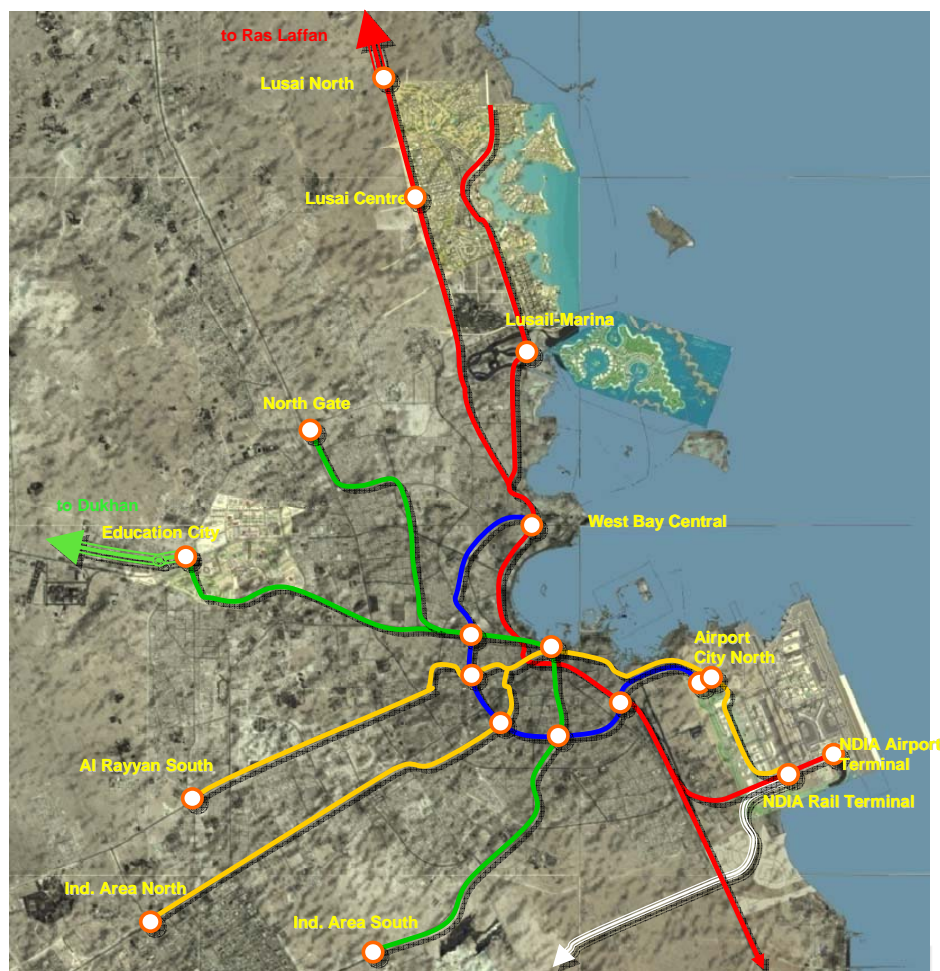 to Ras Laffan
Lusai North
Lusai Centre
Lusail-Marina
North Gate
to Dukhan
Education City
West Bay Central
Airport
City North
Al Rayyan South
NDIA Airport
Terminal
NDIA Rail Terminal
Ind. Area North
Ind. Area South